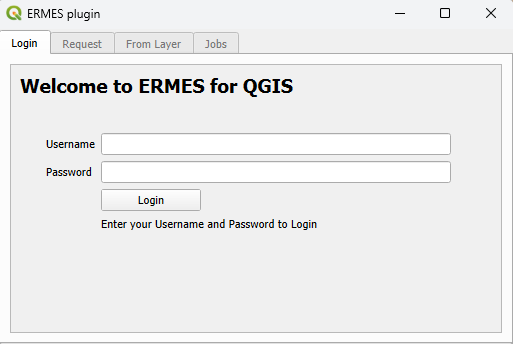 ERMES plugin
Login Request From Layer Jobs
Welcome to ERMES for QGIS
Username
Password
Login
Enter your Username and Password to Login